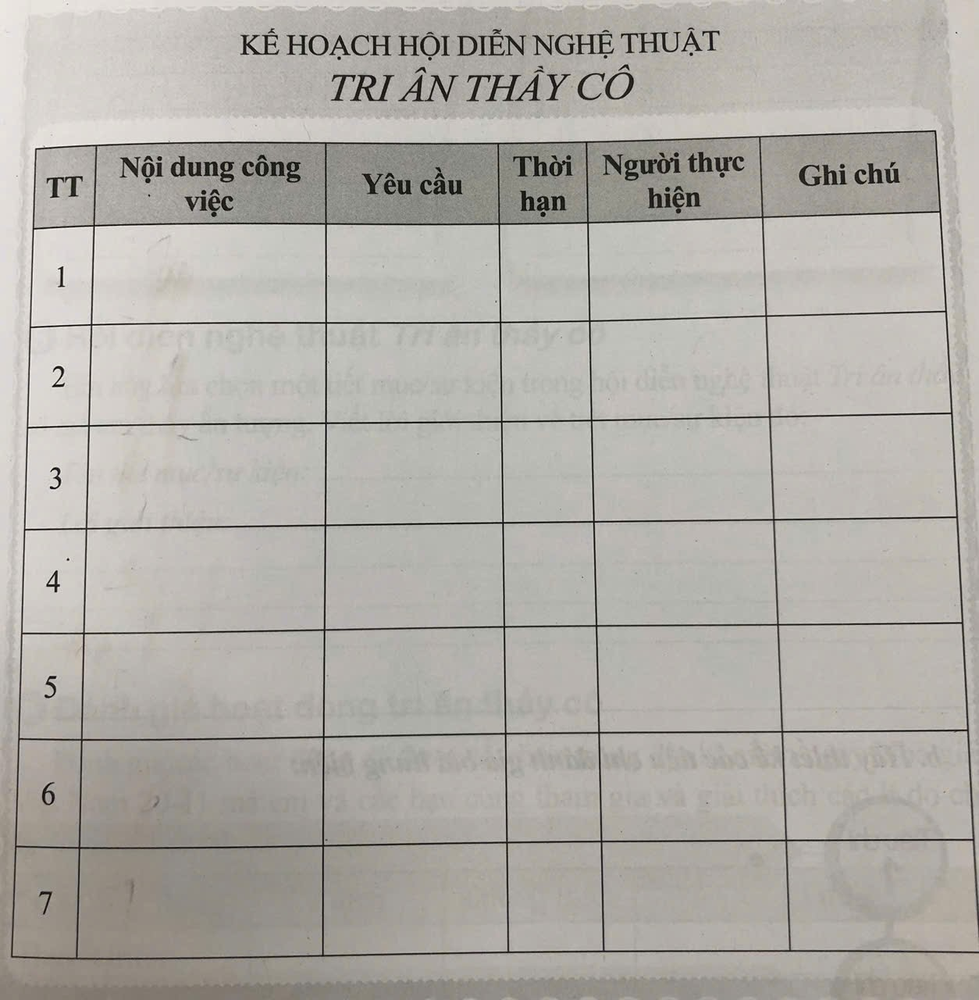 KẾ HOẠCH HỘI DIỄN NGHỆ THUẬT
TRI ÂN THẦY CÔ
TT
Nội dung công
việc
Yêu cầu
Thời
hạn
Người thực
hiện
Ghi chú
1
2
3
4
5
6
7